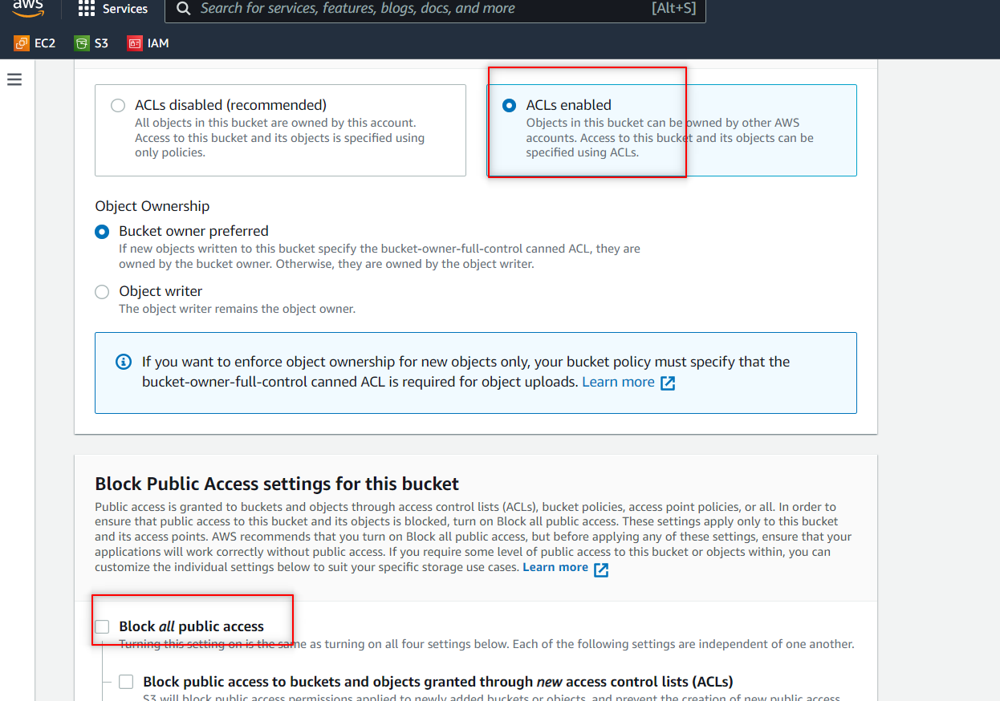 aws
Services
Search for services, features, blogs, docs, and more
[Alt+S]
EC2
S3
IAM
ACLs disabled (recommended)
All objects in this bucket are owned by this account.
Access to this bucket and its objects is specified using
only policies.
ACLs enabled
Objects in this bucket can be owned by other AWS
accounts. Access to this bucket and its objects can be
specified using ACLs.
Object Ownership
Bucket owner preferred
If new objects written to this bucket specify the bucket-owner-full-control canned ACL, they are
owned by the bucket owner. Otherwise, they are owned by the object writer.
Object writer
The object writer remains the object owner.
If you want to enforce object ownership for new objects only, your bucket policy must specify that the
bucket-owner-full-control canned ACL is required for object uploads. Learn more
Block Public Access settings for this bucket
Public access is granted to buckets and objects through access control lists (ACLs), bucket policies, access point policies, or all. In order to
ensure that public access to this bucket and its objects is blocked, turn on Block all public access. These settings apply only to this bucket
and its access points. AWS recommends that you turn on Block all public access, but before applying any of these settings, ensure that your
applications will work correctly without public access. If you require some level of public access to this bucket or objects within, you can
customize the individual settings below to suit your specific storage use cases. Learn more
Block all public access
Turning this setting on is the same as turning on all four settings below. Each of the following settings are independent of one another.
Block public access to buckets and objects granted through new access control lists (ACLs)
S3 will block public access permissions applied to newly added buckets or objects, and prevent the creation of new public access